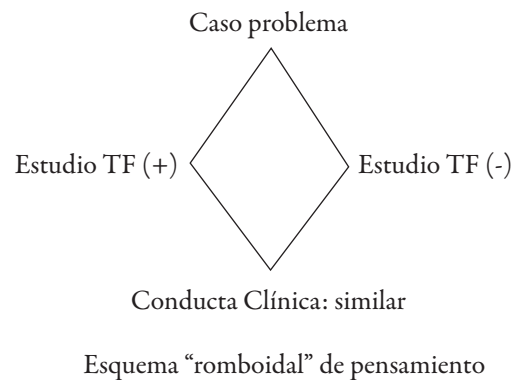 Caso problema
Estudio TF (+)
Estudio TF (-)
Conducta Clínica: similar
Esquema “romboidal” de pensamiento